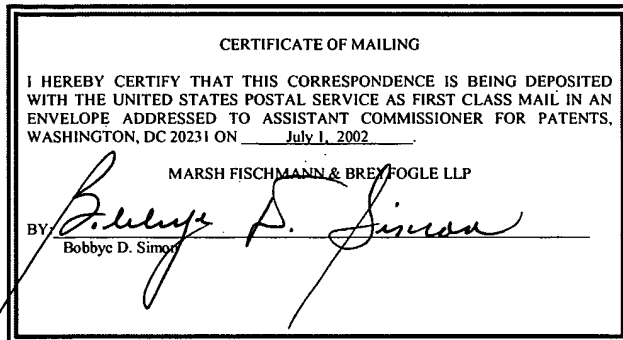 CERTIFICATE OF MAILING
I HEREBY CERTIFY THAT THIS CORRESPONDENCE IS BEING DEPOSITED
WITH THE UNITED STATES POSTAL SERVICE AS FIRST CLASS MAIL IN AN
ENVELOPE ADDRESSED TO ASSISTANT COMMISSIONER FOR PATENTS,
WASHINGTON, DC 20231 ON July 1, 2002.
MARSH FISCHMANN & BREYFOGLE LLP
BY: Bobbye D. Simon
Bobbye D. Simon